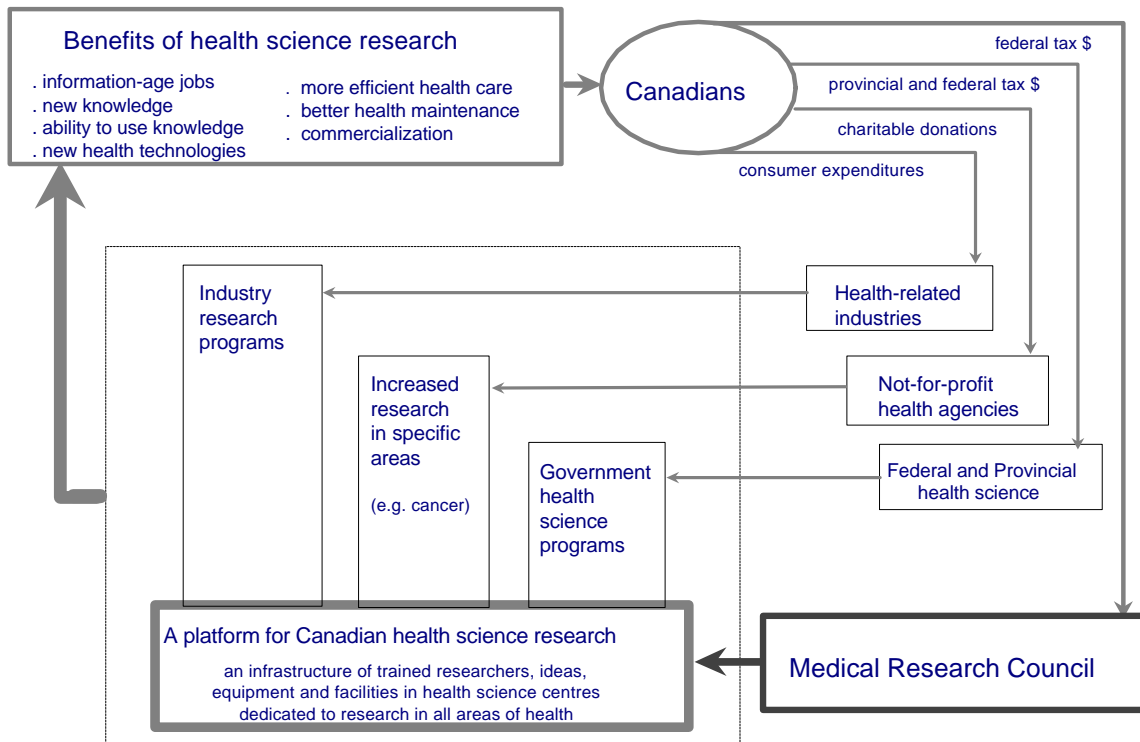 Benefits of health science research
. information-age jobs
. new knowledge
. ability to use knowledge
. new health technologies
. more efficient health care
. better health maintenance
. commercialization
Canadians
federal tax $
provincial and federal tax $
charitable donations
consumer expenditures
Industry
research
programs
Health-related
industries
Increased
research
in specific
areas
(e.g. cancer)
Not-for-profit
health agencies
Government
health
science
programs
Federal and Provincial
health science
A platform for Canadian health science research
an infrastructure of trained researchers, ideas,
equipment and facilities in health science centres
dedicated to research in all areas of health
Medical Research Council